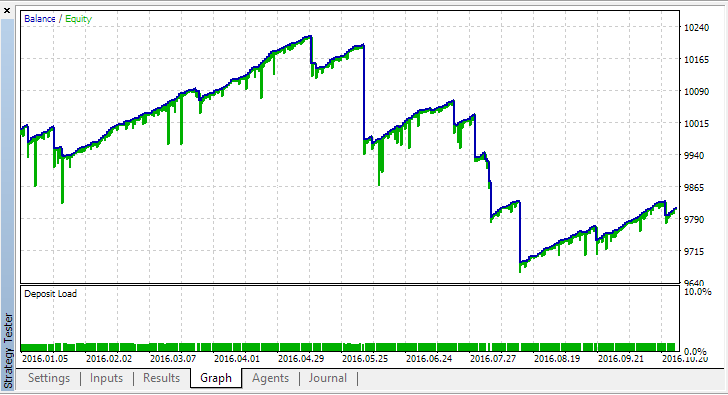 Balance / Equity
10240
10165
10090
10015
9940
9865
9790
9715
9640
Deposit Load
10.0%
0.0%
2016.01.05 2016.02.02 2016.03.07 2016.04.01 2016.04.29 2016.05.25 2016.06.24 2016.07.27 2016.08.19 2016.09.21 2016.10.20
Strategy Tester
Settings Inputs Results Graph Agents Journal